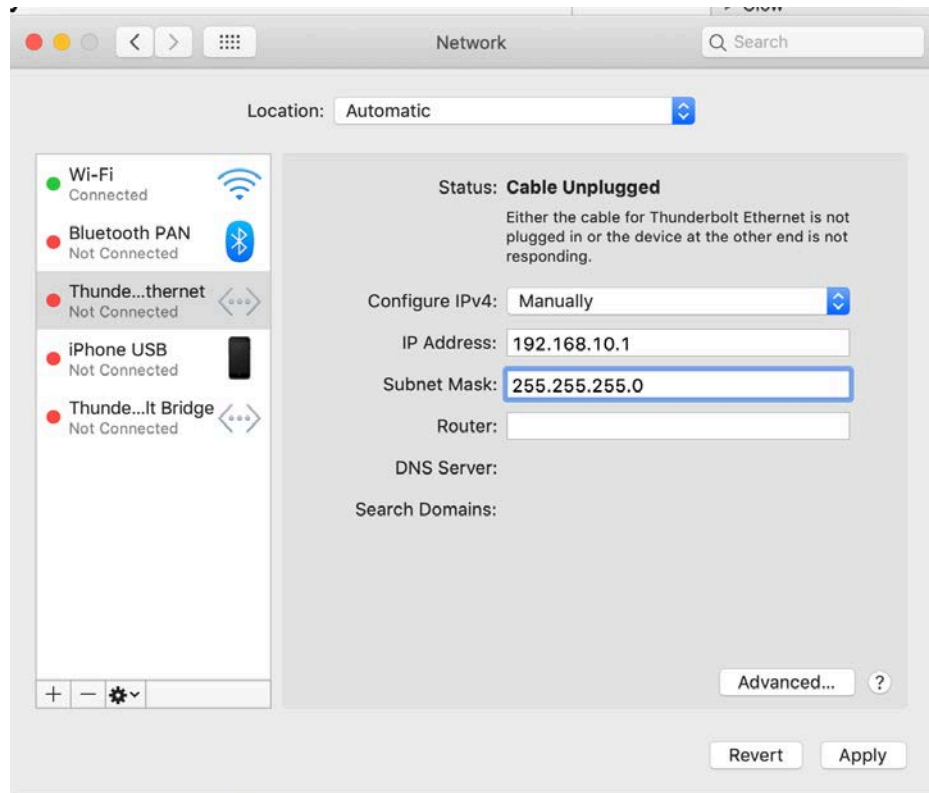 Network
Search
Location: Automatic
Wi-Fi
Connected
Bluetooth PAN
Not Connected
Thunde...thernet
Not Connected
iPhone USB
Not Connected
Thunde...lt Bridge
Not Connected
Status: Cable Unplugged
Either the cable for Thunderbolt Ethernet is not
plugged in or the device at the other end is not
responding.
Configure IPv4: Manually
IP Address: 192.168.10.1
Subnet Mask: 255.255.255.0
Router:
DNS Server:
Search Domains:
Advanced... ?
Revert Apply